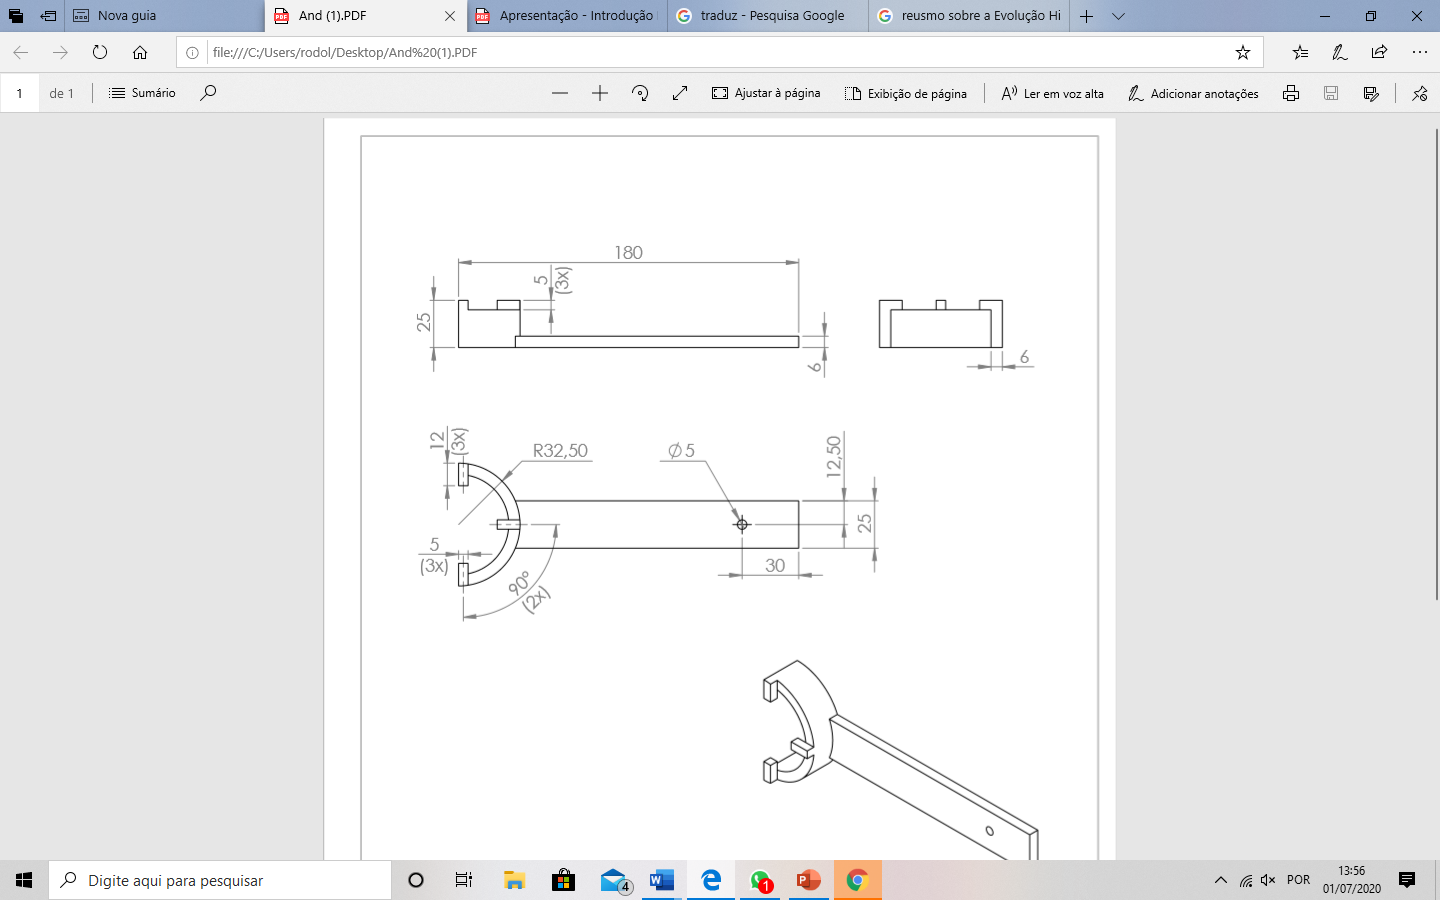 Nova guia
And (1).PDF
Apresentação - Introdução
traduz - Pesquisa Google
reusmo sobre a Evolução Hi
file:///C:/Users/rodol/Desktop/And%20(1).PDF
1 de 1
Sumário
Ajustar à página
Exibição de página
Ler em voz alta
Adicionar anotações
180
5
(3x)
25
6
6
12
(3x)
R32,50
Ø 5
12,50
25
5
(3x)
30
90°
(2x)
Digite aqui para pesquisar
4
1
POR
13:56
01/07/2020